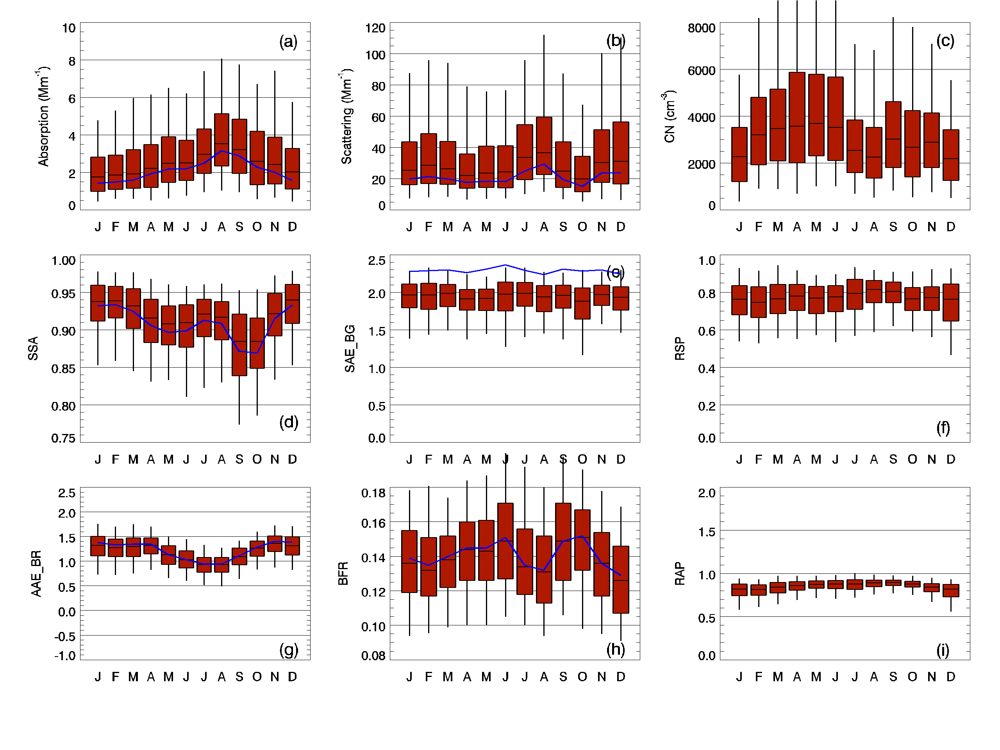 (a)
Absorption (Mm-1)
10
8
6
4
2
0
J F M A M J J A S O N D
(b)
Scattering (Mm-1)
120
100
80
60
40
20
0
J F M A M J J A S O N D
(c)
CN (cm-3)
8000
6000
4000
2000
0
J F M A M J J A S O N D
(d)
SSA
1.00
0.95
0.90
0.85
0.80
0.75
J F M A M J J A S O N D
(e)
SAE_BG
2.5
2.0
1.5
1.0
0.5
0.0
J F M A M J J A S O N D
(f)
RSP
1.0
0.8
0.6
0.4
0.2
0.0
J F M A M J J A S O N D
(g)
AAE_BR
2.5
2.0
1.5
1.0
0.5
0.0
-0.5
-1.0
J F M A M J J A S O N D
(h)
BFR
0.18
0.16
0.14
0.12
0.10
0.08
J F M A M J J A S O N D
(i)
RAP
2.0
1.5
1.0
0.5
0.0
J F M A M J J A S O N D